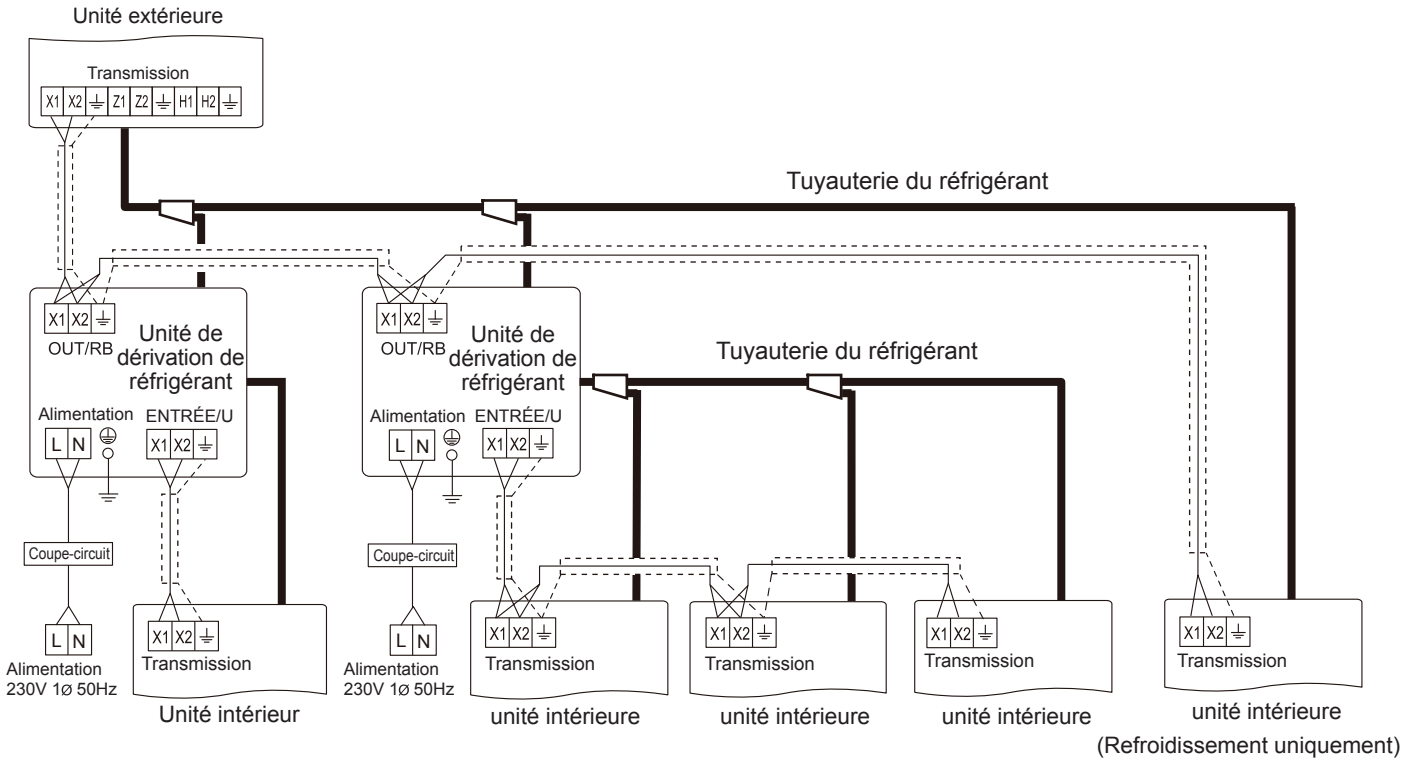 Unité extérieure
Transmission
X1 X2 Z1 Z2 H1 H2
Tuyauterie du réfrigérant
X1 X2
OUT/RB
Unité de
dérivation de
réfrigérant
Alimentation
ENTRÉE/U
L N
X1 X2
Coupe-circuit
L N
Alimentation
230V 1Ø 50Hz
X1 X2
Transmission
Unité intérieur
X1 X2
OUT/RB
Unité de
dérivation de
réfrigérant
Tuyauterie du réfrigérant
Alimentation
ENTRÉE/U
L N
X1 X2
Coupe-circuit
L N
Alimentation
230V 1Ø 50Hz
X1 X2
Transmission
unité intérieure
X1 X2
Transmission
unité intérieure
X1 X2
Transmission
unité intérieure
X1 X2
Transmission
unité intérieure
(Refroidissement uniquement)